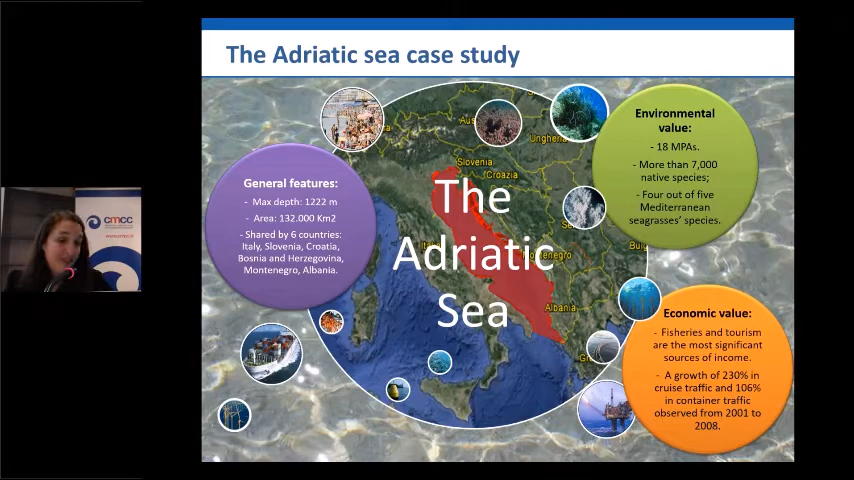 The Adriatic sea case study
General features:
- Max depth: 1222 m
- Area: 132.000 Km2
- Shared by 6 countries:
Italy, Slovenia, Croatia,
Bosnia and Herzegovina,
Montenegro, Albania.
Environmental
value:
- 18 MPAs.
- More than 7,000
native species;
- Four out of five
Mediterranean
seagrasses' species.
Economic value:
- Fisheries and tourism
are the most significant
sources of income.
- A growth of 230% in
cruise traffic and 106%
in container traffic
observed from 2001 to
2008.
The
Adriatic
Sea
Ungheria
Slovenia
Croazia
Montenegro
Albania
cmcc